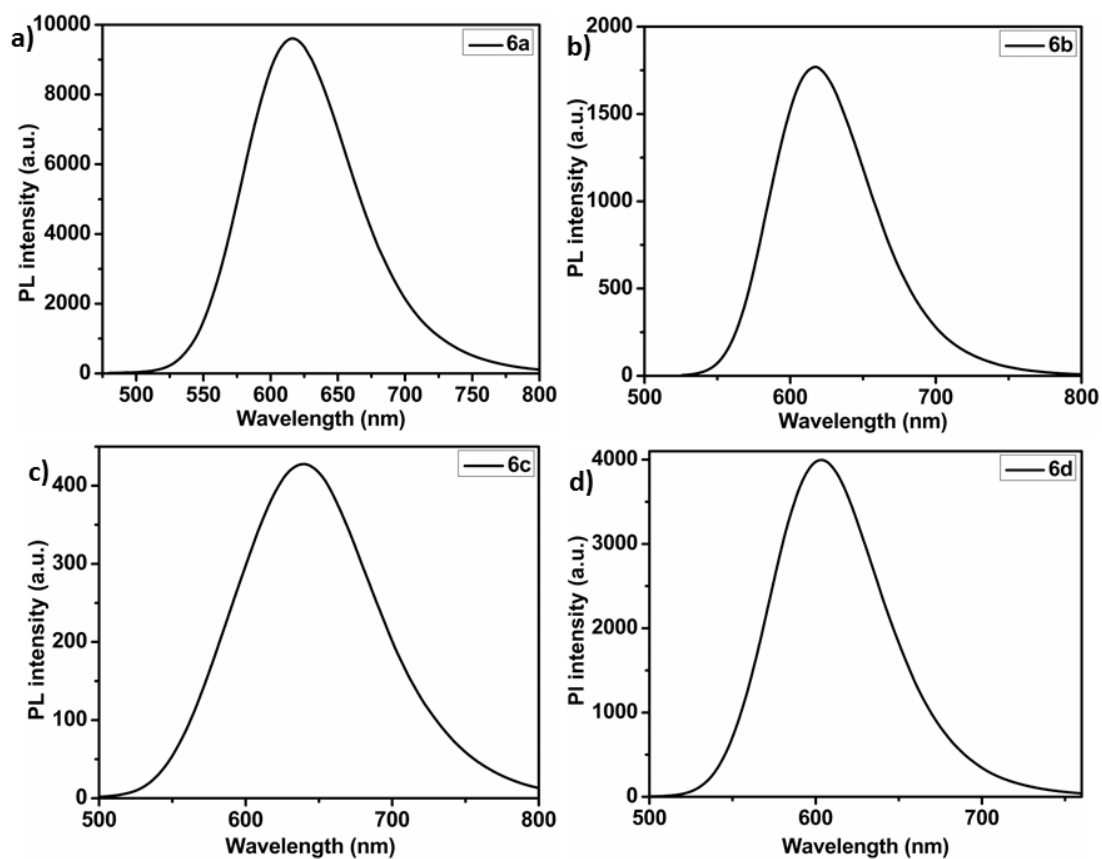 a)
6a
10000
8000
6000
4000
2000
0
PL intensity (a.u.)
500 550 600 650 700 750 800
Wavelength (nm)
b)
6b
2000
1500
1000
500
0
PL intensity (a.u.)
500 600 700 800
Wavelength (nm)
c)
6c
400
300
200
100
0
PL intensity (a.u.)
500 600 700 800
Wavelength (nm)
d)
6d
4000
3000
2000
1000
0
PI intensity (a.u.)
500 600 700
Wavelength (nm)